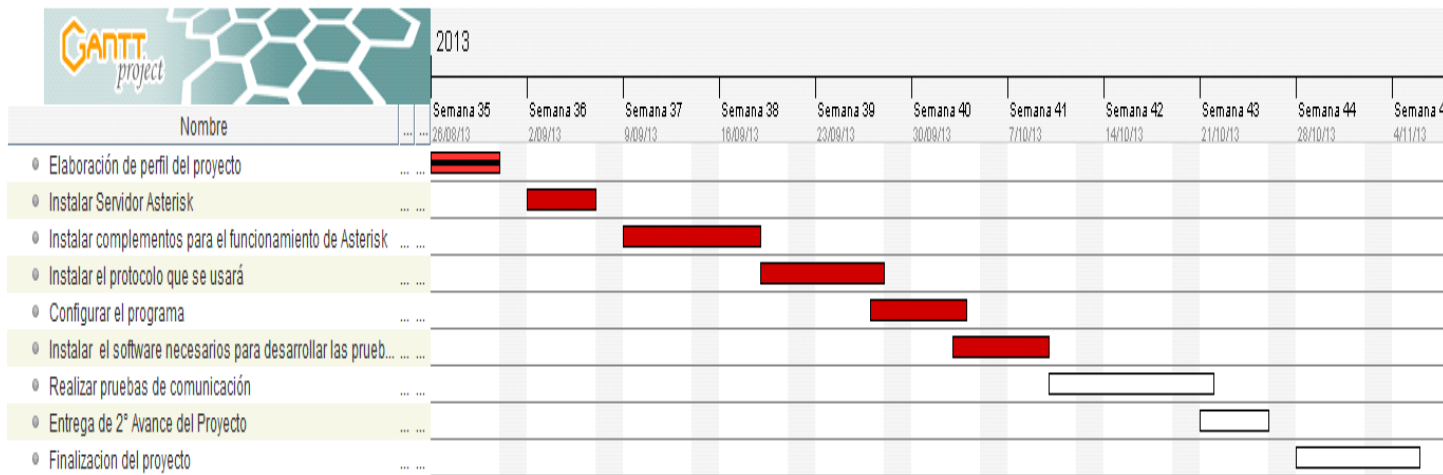 GANTT
project
2013
Semana 35 Semana 36 Semana 37 Semana 38 Semana 39 Semana 40 Semana 41 Semana 42 Semana 43 Semana 44 Semana 4
Nombre ... ... 26/08/13 2/09/13 9/09/13 16/09/13 23/09/13 30/09/13 7/10/13 14/10/13 21/10/13 28/10/13 4/11/13
Elaboración de perfil del proyecto ... ...
Instalar Servidor Asterisk ... ...
Instalar complementos para el funcionamiento de Asterisk ... ...
Instalar el protocolo que se usará ... ...
Configurar el programa ... ...
Instalar el software necesarios para desarrollar las prueb... ... ...
Realizar pruebas de comunicación ... ...
Entrega de 2° Avance del Proyecto ... ...
Finalizacion del proyecto ... ...